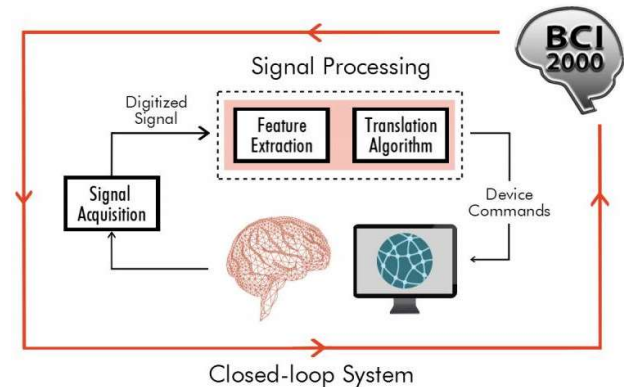 BCI
2000
Signal Processing
Digitized
Signal
Feature
Extraction
Translation
Algorithm
Signal
Acquisition
Device
Commands
Closed-loop System